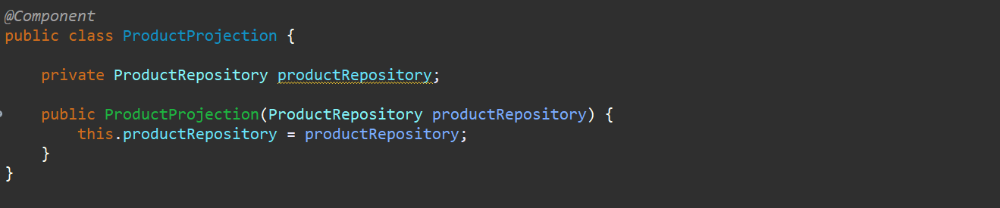 @Component
public class ProductProjection {
private ProductRepository productRepository;
public ProductProjection(ProductRepository productRepository) {
this.productRepository = productRepository;
}
}